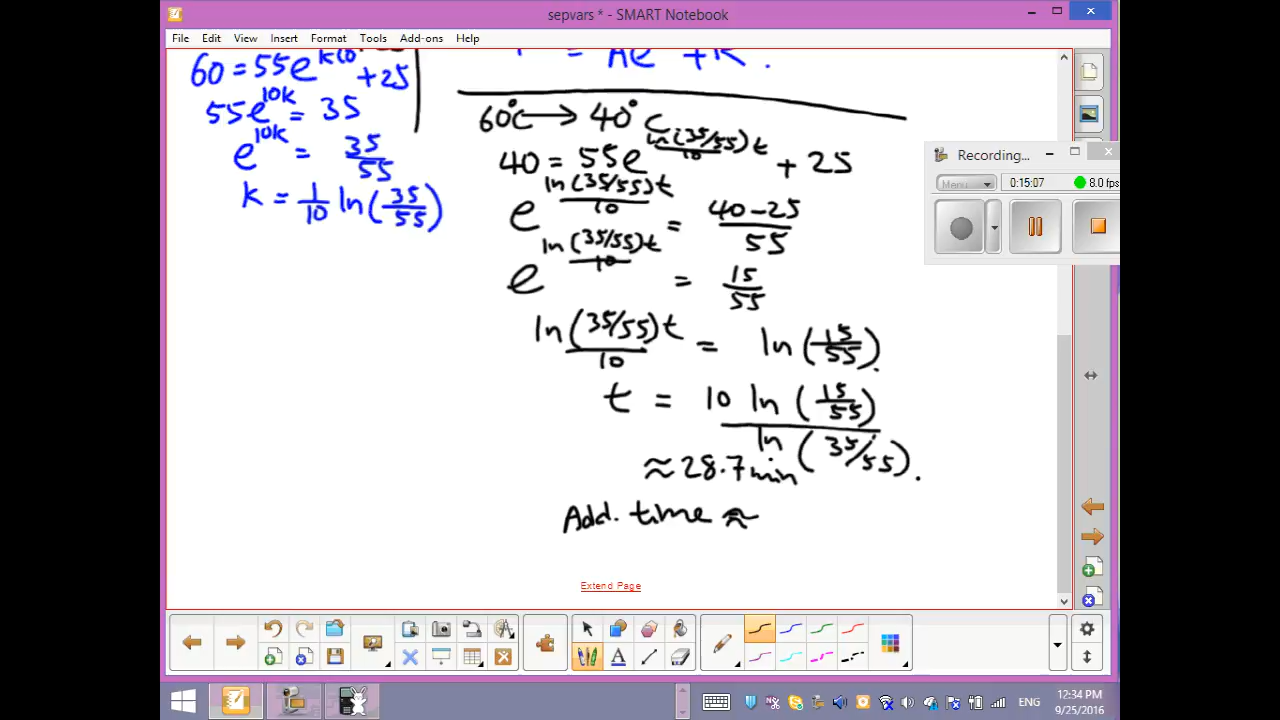 sepvars * - SMART Notebook
File Edit View Insert Format Tools Add-ons Help
60 = 55e^{k10} + 25
55e^{10k} = 35
e^{10k} = 35/55
k = 1/10 ln(35/55)
= Ae + K.
60°C → 40°C
40 = 55e^{ln(35/55)t/10} + 25
e^{ln(35/55)t/10} = 40-25/55
e^{ln(35/55)t/10} = 15/55
ln(35/55)t/10 = ln(15/55).
t = 10 ln(15/55)/ln(35/55).
≈ 28.7 min
Add. time ≈
Extend Page
Recording...
Menu
0:15:07
8.0 fps
ENG
12:34 PM
9/25/2016